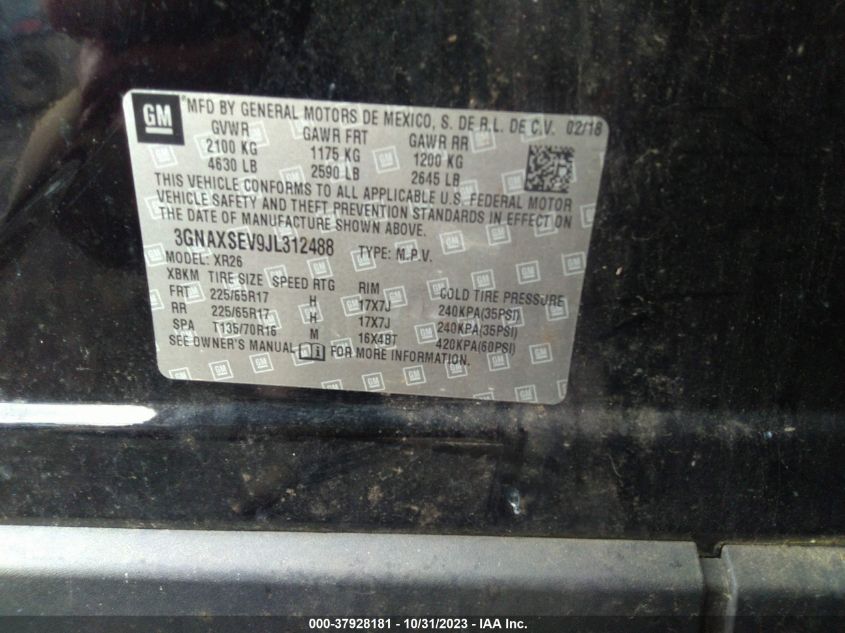 GM MFD BY GENERAL MOTORS DE MEXICO, S. DE R.L. DE C.V. 02/18
GVWR GAWR FRT GAWR RR
2100 KG 1175 KG 1200 KG
4630 LB 2590 LB 2645 LB
THIS VEHICLE CONFORMS TO ALL APPLICABLE U.S. FEDERAL MOTOR
VEHICLE SAFETY AND THEFT PREVENTION STANDARDS IN EFFECT ON
THE DATE OF MANUFACTURE SHOWN ABOVE.
3GNAXSEV9JL312488 TYPE: M.P.V.
MODEL: XR26
XBKM TIRE SIZE SPEED RTG RIM COLD TIRE PRESSURE
FRT 225/65R17 H 17X7J 240KPA(35PSI)
RR 225/65R17 H 17X7J 240KPA(35PSI)
SPA T135/70R16 M 16X4BT 420KPA(60PSI)
SEE OWNER'S MANUAL FOR MORE INFORMATION.
000-37928181 - 10/31/2023 - IAA Inc.